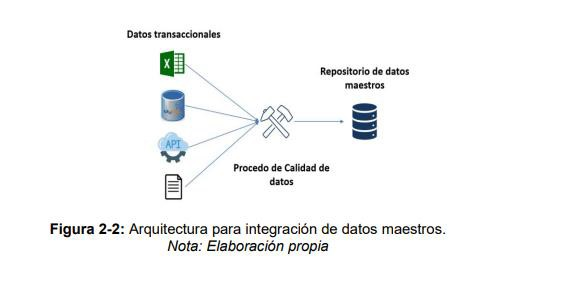 Datos transaccionales
X
Repositorio de datos
maestros
API
Procedo de Calidad de
datos
Figura 2-2: Arquitectura para integración de datos maestros.
Nota: Elaboración propia